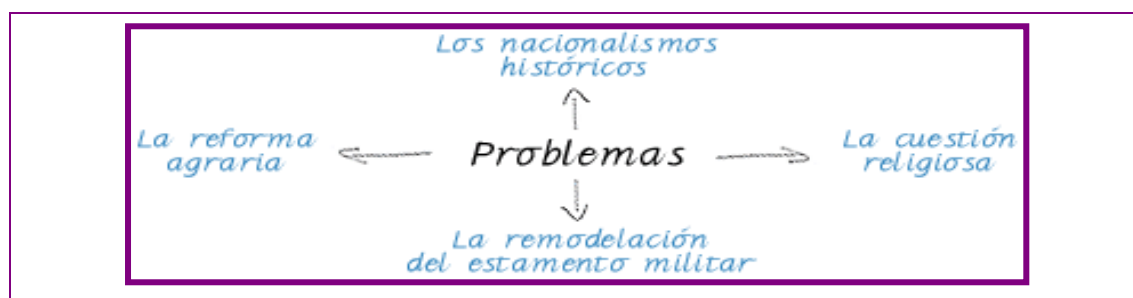 Los nacionalismos
históricos
La reforma
agraria
Problemas
La cuestión
religiosa
La remodelación
del estamento militar